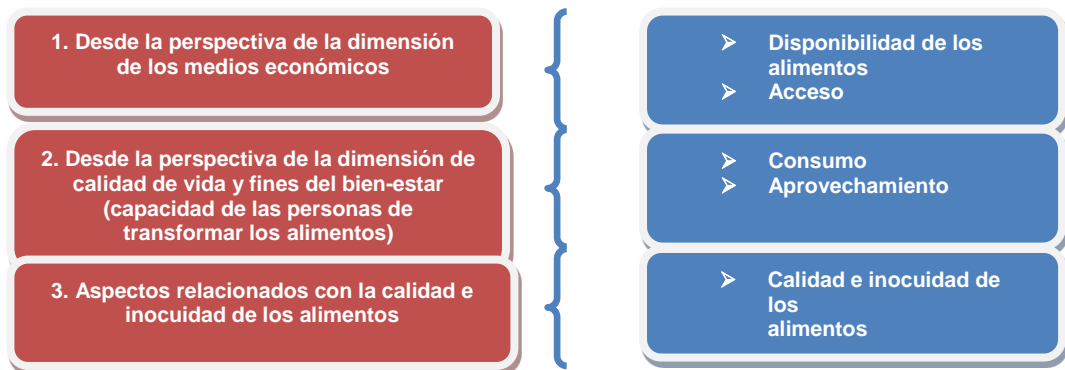 1. Desde la perspectiva de la dimensión
de los medios económicos
➢ Disponibilidad de los
alimentos
➢ Acceso
2. Desde la perspectiva de la dimensión de
calidad de vida y fines del bien-estar
(capacidad de las personas de
transformar los alimentos)
➢ Consumo
➢ Aprovechamiento
3. Aspectos relacionados con la calidad e
inocuidad de los alimentos
➢ Calidad e inocuidad de
los
alimentos